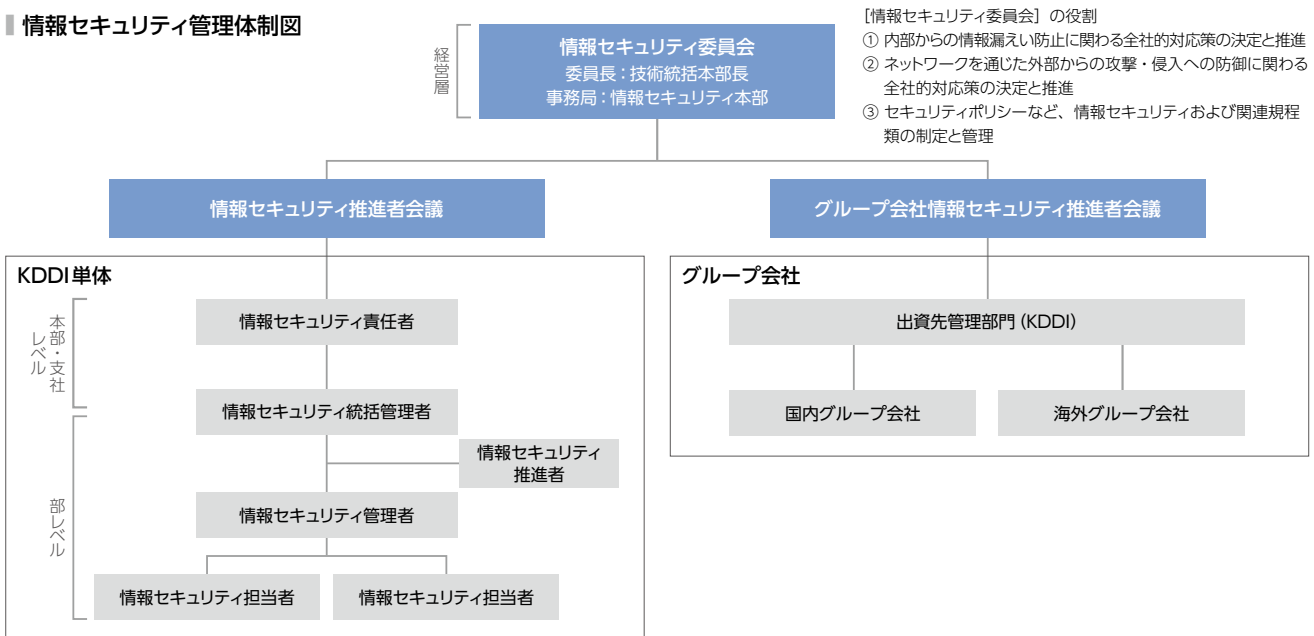 情報セキュリティ管理体制図
経営層
情報セキュリティ委員会
委員長：技術統括本部長
事務局：情報セキュリティ本部
［情報セキュリティ委員会］の役割
① 内部からの情報漏えい防止に関わる全社的対応策の決定と推進
② ネットワークを通じた外部からの攻撃・侵入への防御に関わる
全社的対応策の決定と推進
③ セキュリティポリシーなど、情報セキュリティおよび関連規程
類の制定と管理
情報セキュリティ推進者会議
グループ会社情報セキュリティ推進者会議
KDDI単体
本部・支社
レベル
情報セキュリティ責任者
情報セキュリティ統括管理者
情報セキュリティ
推進者
部レベル
情報セキュリティ管理者
情報セキュリティ担当者
情報セキュリティ担当者
グループ会社
出資先管理部門（KDDI）
国内グループ会社
海外グループ会社